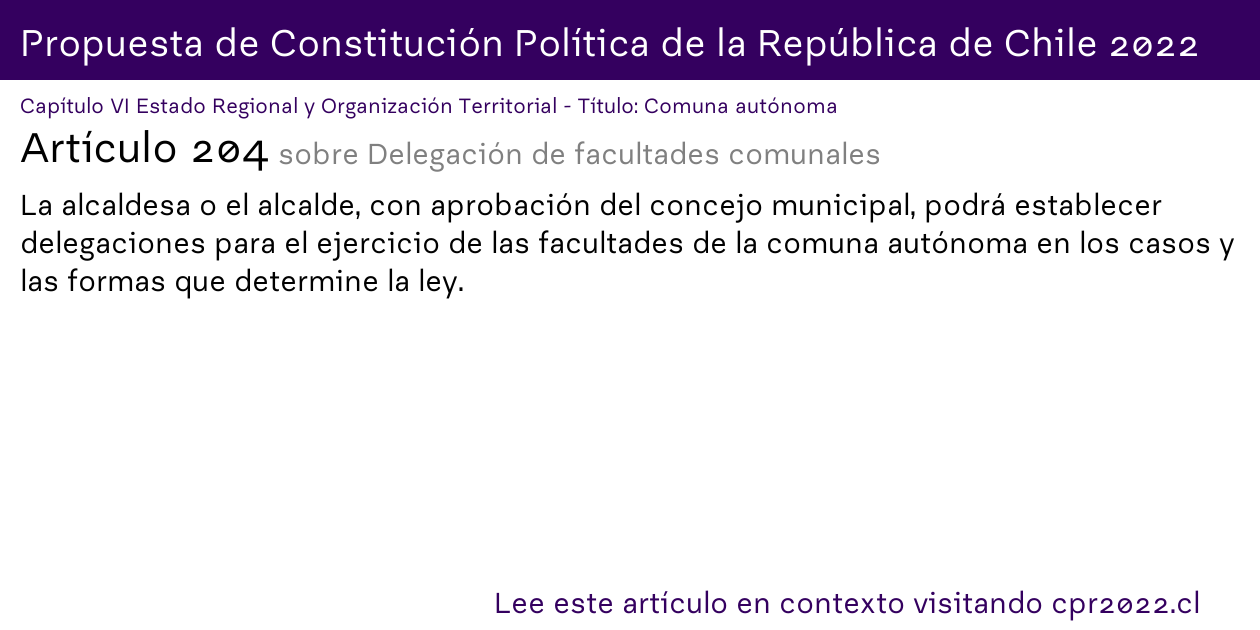 Propuesta de Constitución Política de la República de Chile 2022
Capítulo VI Estado Regional y Organización Territorial - Título: Comuna autónoma
Artículo 204 sobre Delegación de facultades comunales
La alcaldesa o el alcalde, con aprobación del concejo municipal, podrá establecer
delegaciones para el ejercicio de las facultades de la comuna autónoma en los casos y
las formas que determine la ley.
Lee este artículo en contexto visitando cpr2022.cl